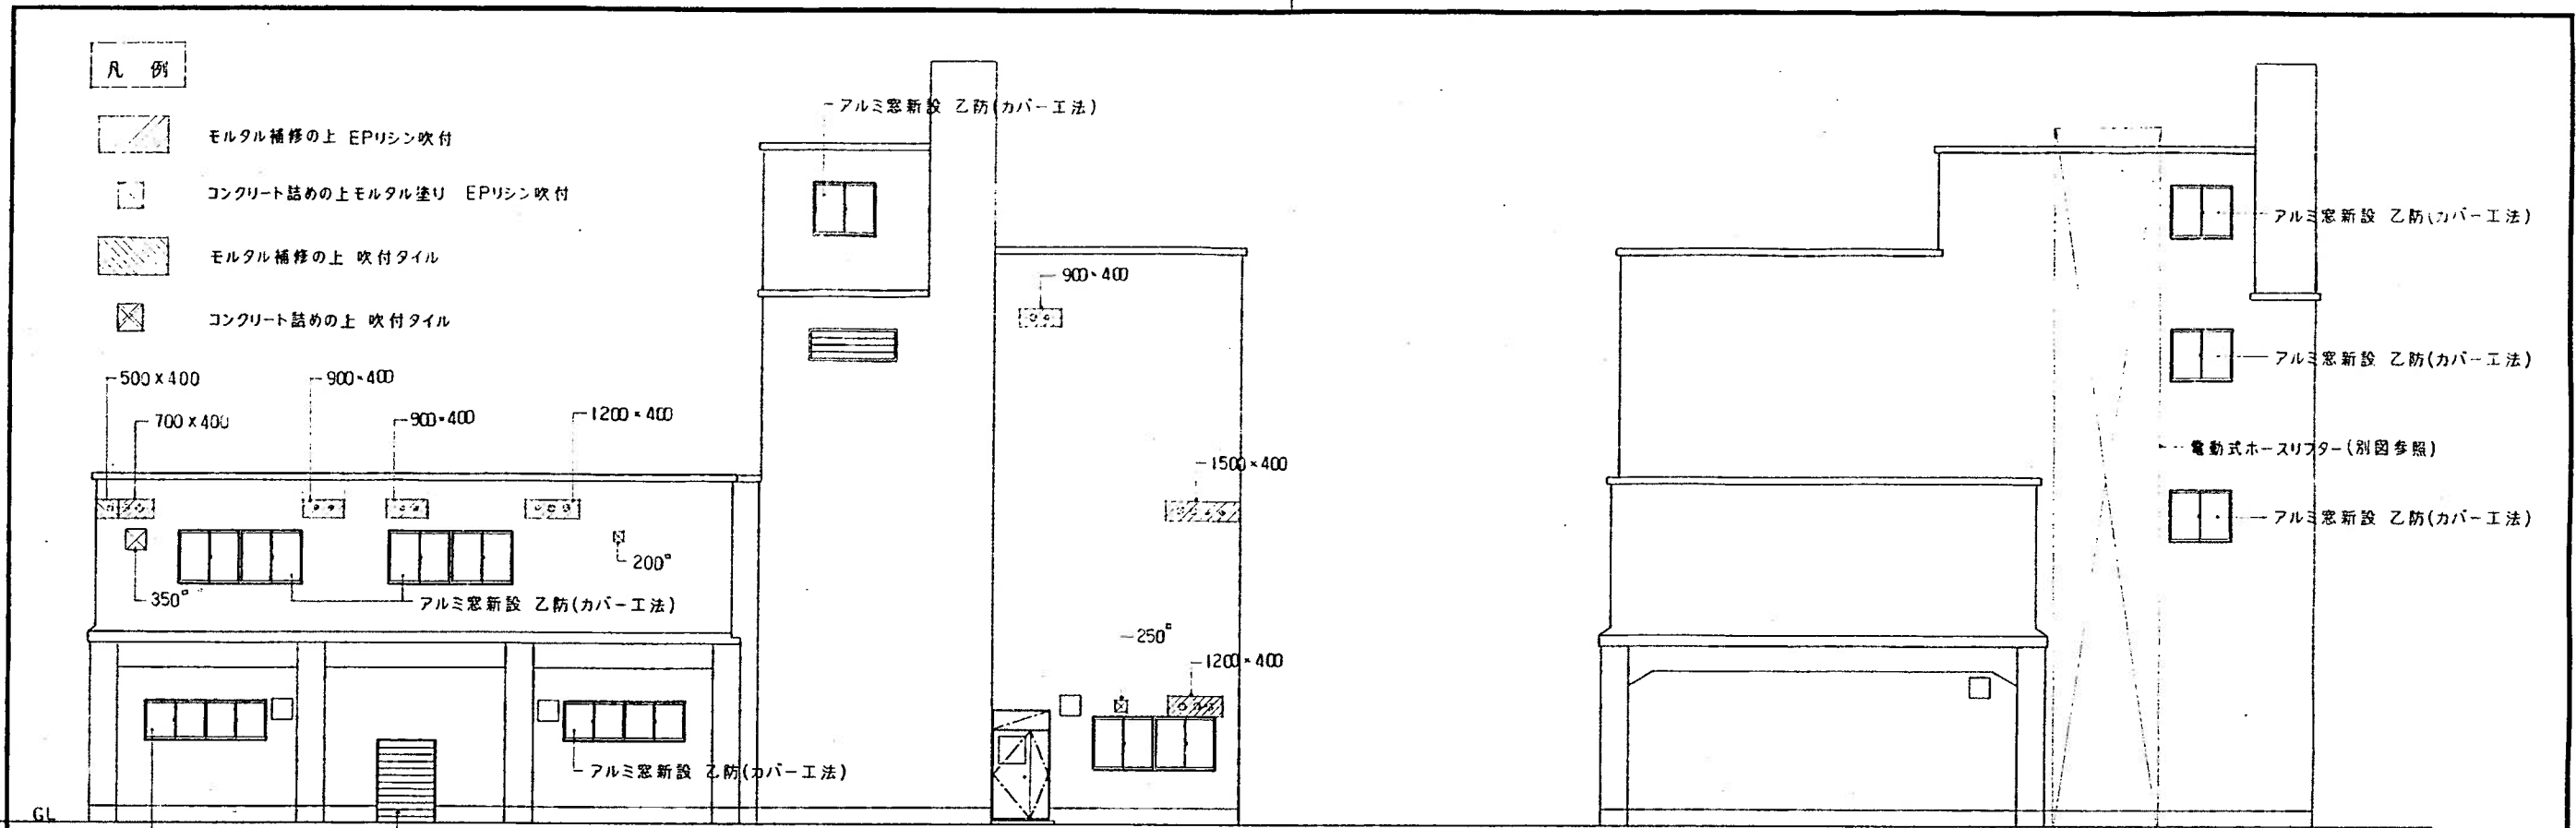 凡 例
モルタル補修の上 EPリシン吹付
コンクリート詰めの上モルタル塗り EPリシン吹付
モルタル補修の上 吹付タイル
コンクリート詰めの上 吹付タイル
アルミ窓新設 乙防(カバー工法)
900×400
500×400
700×400
900×400
900×400
1200×400
1500×400
350□
200□
アルミ窓新設 乙防(カバー工法)
250□
1200×400
アルミ窓新設 乙防(カバー工法)
GL
アルミ窓新設 乙防(カバー工法)
アルミ窓新設 乙防(カバー工法)
電動式ホースリフター(別図参照)
アルミ窓新設 乙防(カバー工法)